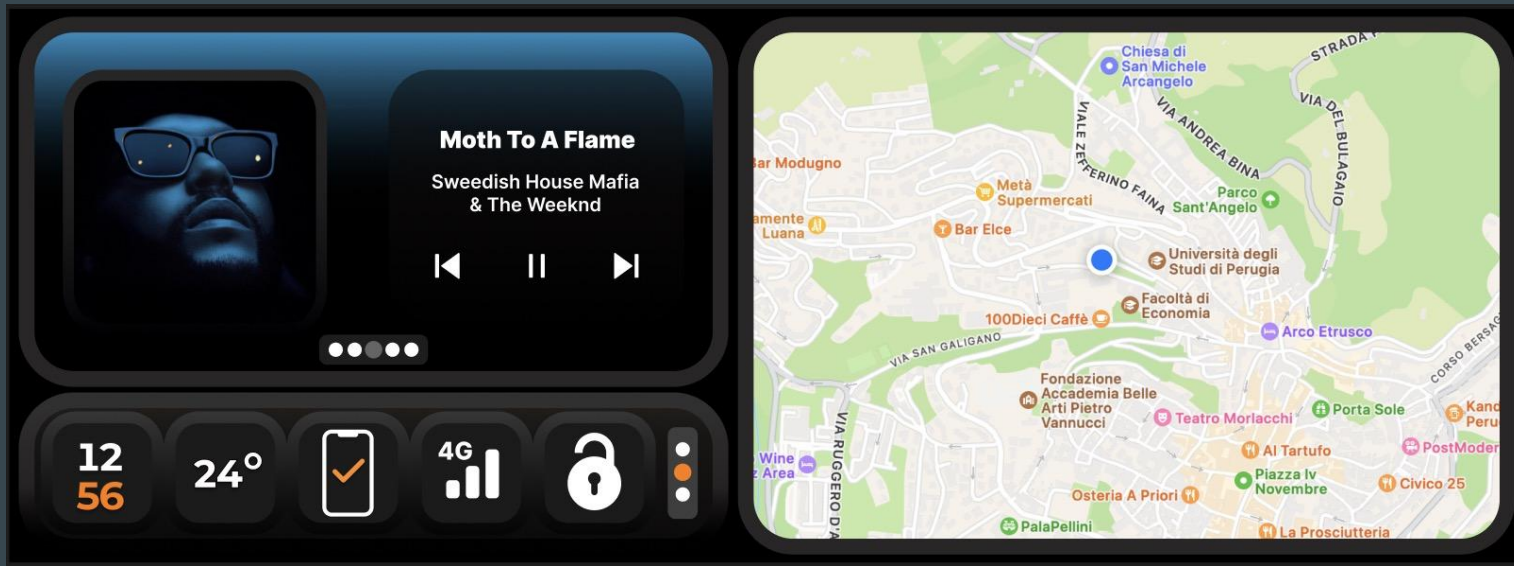 Moth To A Flame
Sweedish House Mafia
& The Weeknd
12
56
24°
4G
Chiesa di
San Michele
Arcangelo
STRADA
VIA DEL BULAGAIO
VIA ANDREA BINA
VIALE ZEFFERINO FAINA
Bar Modugno
Metà
Supermercati
Parco
Sant'Angelo
Luana
Bar Elce
Università degli
Studi di Perugia
Facoltà di
Economia
100Dieci Caffè
Arco Etrusco
VIA SAN GALIGANO
CORSO BERSAG
Fondazione
Accademia Belle
Arti Pietro
Vannucci
Teatro Morlacchi
Porta Sole
Kand
Peru
VIA RUGGERO D'A
Al Tartufo
PostModer
Wine
Area
Piazza Iv
Novembre
Civico 25
Osteria A Priori
PalaPellini
La Prosciutteria